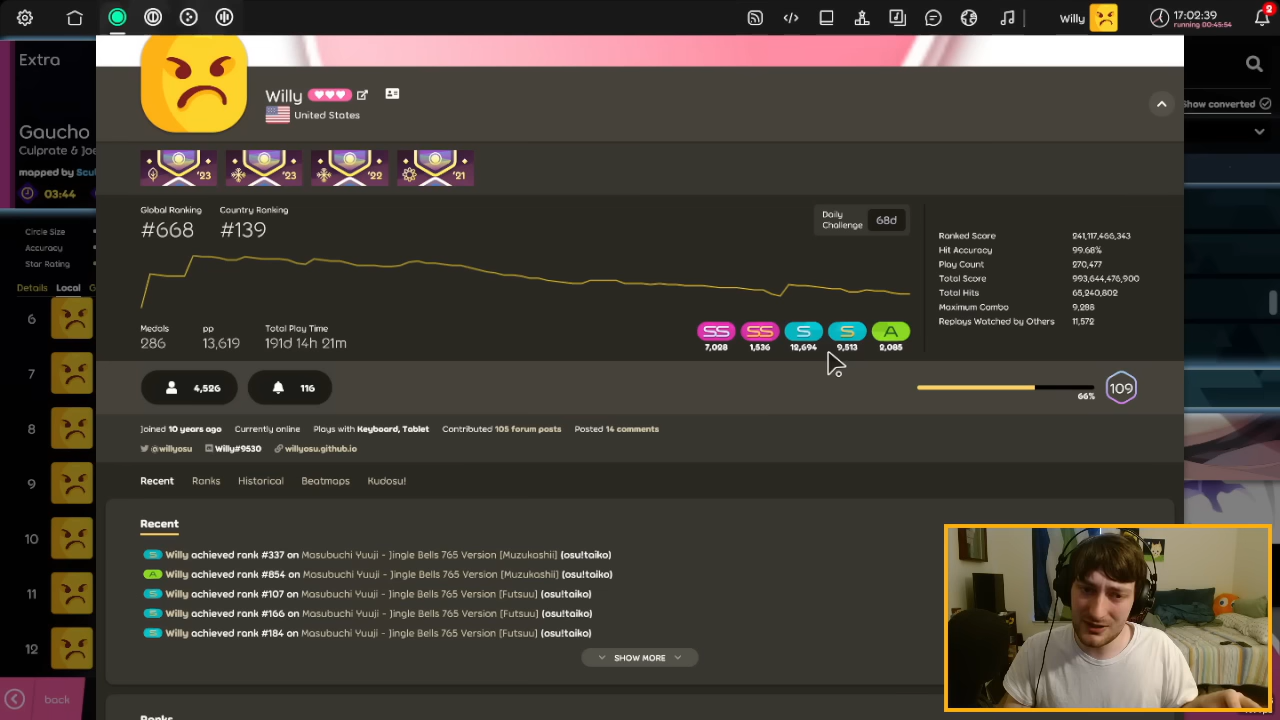 Willy
17:02:39
running 00:45:54
2
Extra
Gaucho
Culprate & Joe
mapped by Scul
03:44
Circle Size
Accuracy
Star Rating
Details Local G
6
7
8
9
10
11
12
back
Show converted
Willy
United States
'23
'23
'22
'21
Global Ranking
#668
Country Ranking
#139
Daily Challenge
68d
Medals
286
pp
13,619
Total Play Time
191d 14h 21m
SS SS S S A
7,028 1,536 12,694 9,513 2,085
Ranked Score 241,117,466,343
Hit Accuracy 99.68%
Play Count 270,477
Total Score 993,644,476,900
Total Hits 65,240,802
Maximum Combo 9,288
Replays Watched by Others 11,572
4,526
116
66%
109
Joined 10 years ago Currently online Plays with Keyboard, Tablet Contributed 105 forum posts Posted 14 comments
@willyosu Willy#9530 willyosu.github.io
Recent Ranks Historical Beatmaps Kudosu!
Recent
S Willy achieved rank #337 on Masubuchi Yuuji - Jingle Bells 765 Version [Muzukashii] (osu!taiko)
A Willy achieved rank #854 on Masubuchi Yuuji - Jingle Bells 765 Version [Muzukashii] (osu!taiko)
S Willy achieved rank #107 on Masubuchi Yuuji - Jingle Bells 765 Version [Futsuu] (osu!taiko)
S Willy achieved rank #166 on Masubuchi Yuuji - Jingle Bells 765 Version [Futsuu] (osu!taiko)
S Willy achieved rank #184 on Masubuchi Yuuji - Jingle Bells 765 Version [Futsuu] (osu!taiko)
SHOW MORE
Ranks